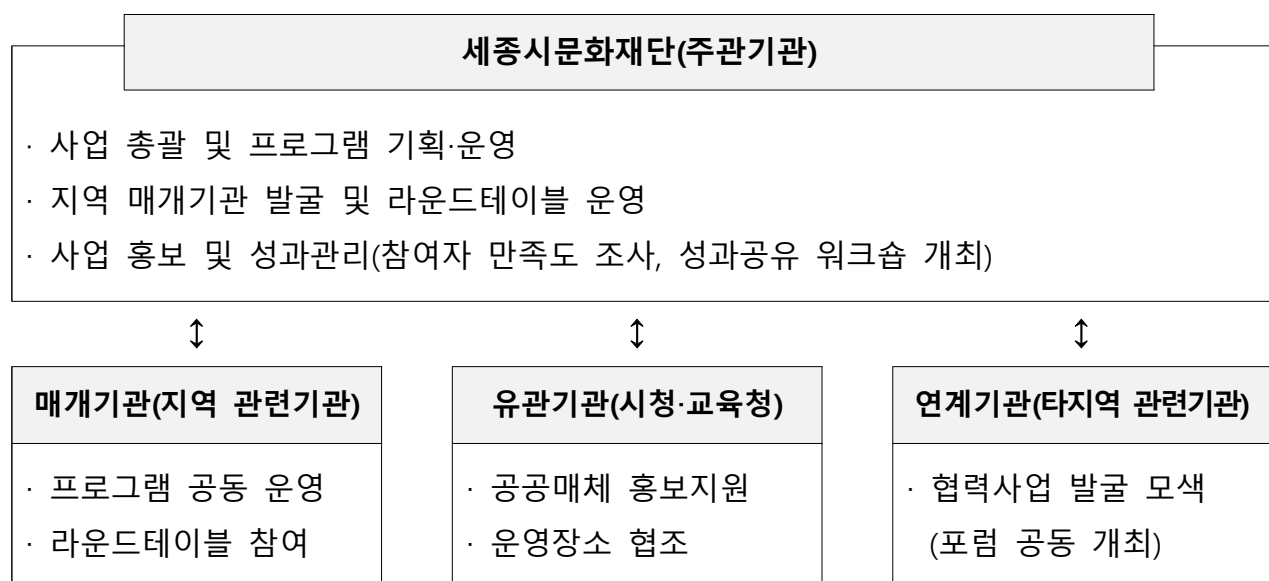 세종시문화재단(주관기관)
· 사업 총괄 및 프로그램 기획·운영
· 지역 매개기관 발굴 및 라운드테이블 운영
· 사업 홍보 및 성과관리(참여자 만족도 조사, 성과공유 워크숍 개최)
↕ ↕ ↕
매개기관(지역 관련기관)
· 프로그램 공동 운영
· 라운드테이블 참여
유관기관(시청·교육청)
· 공공매체 홍보지원
· 운영장소 협조
연계기관(타지역 관련기관)
· 협력사업 발굴 모색
(포럼 공동 개최)